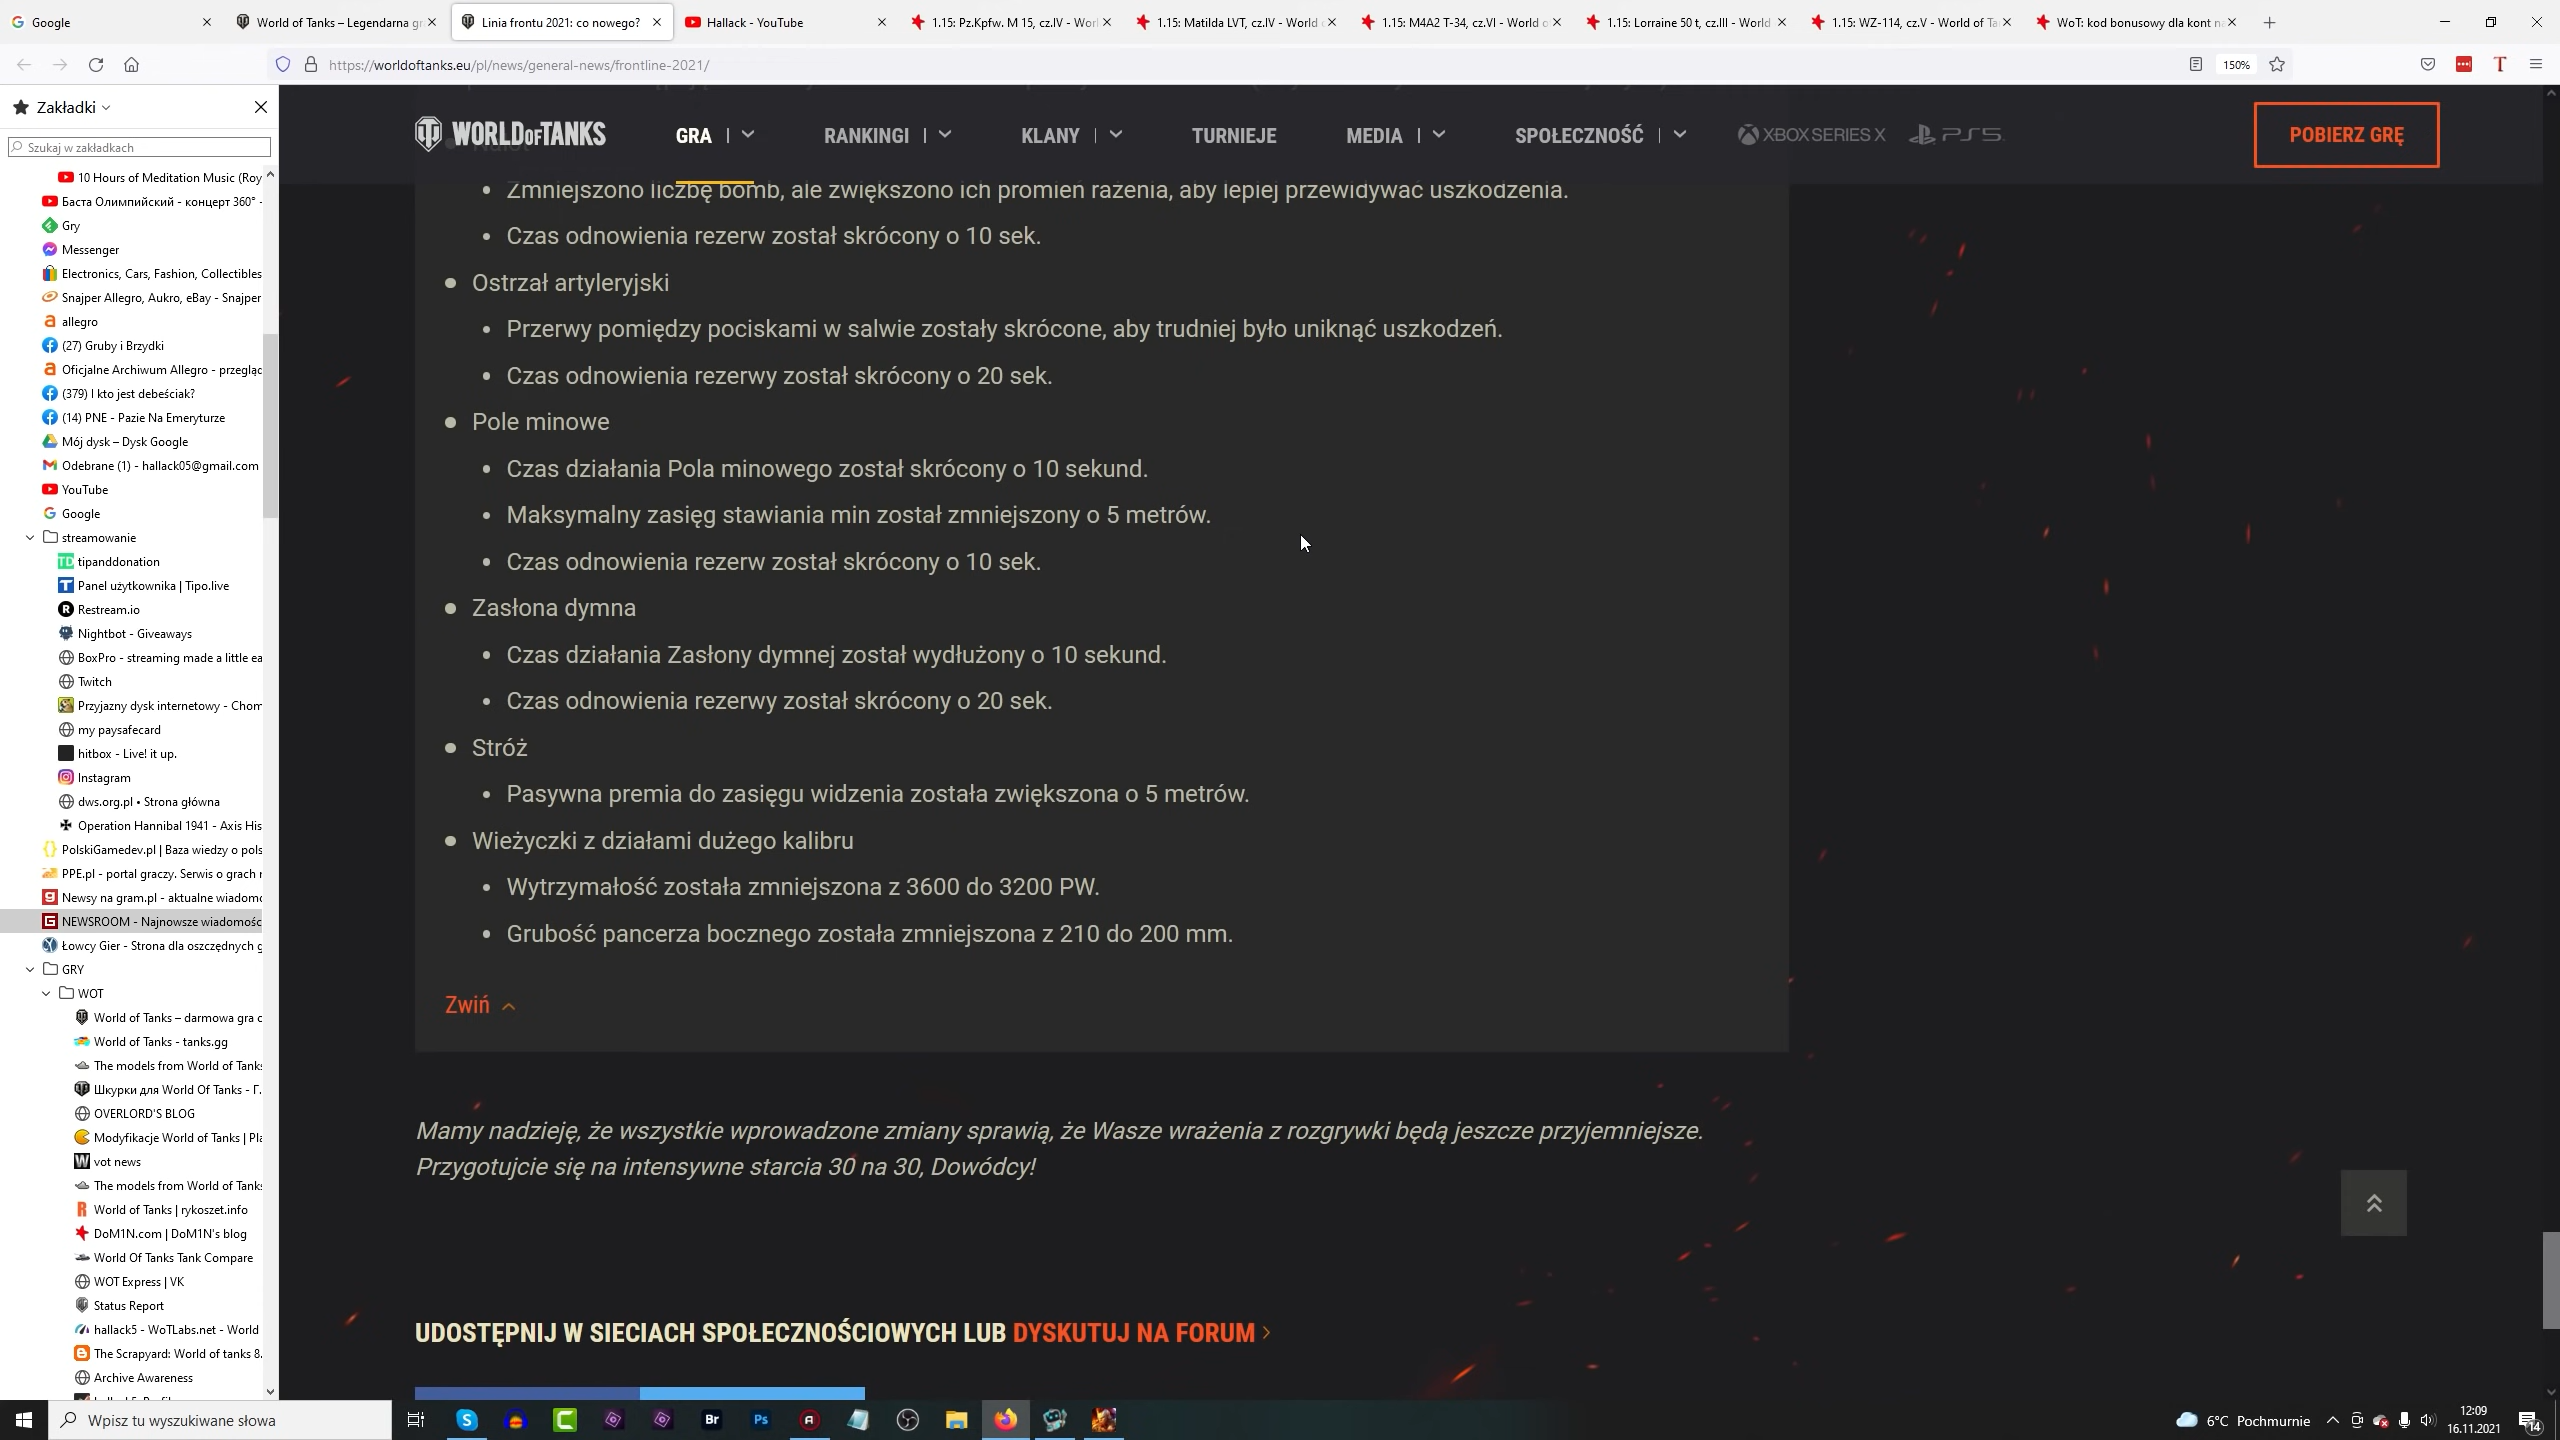 Google
World of Tanks – Legendarna gr
Linia frontu 2021: co nowego?
Hallack - YouTube
1.15: Pz.Kpfw. M 15, cz.IV - Worl
1.15: Matilda LVT, cz.IV - World
1.15: M4A2 T-34, cz.VI - World o
1.15: Lorraine 50 t, cz.III - World
1.15: WZ-114, cz.V - World of Ta
WoT: kod bonusowy dla kont n
https://worldoftanks.eu/pl/news/general-news/frontline-2021/
150%
Zakładki
Szukaj w zakładkach
10 Hours of Meditation Music (Roy
Баста Олимпийский - концерт 360° -
Gry
Messenger
Electronics, Cars, Fashion, Collectibles
Snajper Allegro, Aukro, eBay - Snajper
allegro
(27) Gruby i Brzydki
Oficjalne Archiwum Allegro - przegląd
(379) I kto jest debeściak?
(14) PNE - Pazie Na Emeryturze
Mój dysk – Dysk Google
Odebrane (1) - hallack05@gmail.com
YouTube
Google
streamowanie
tipanddonation
Panel użytkownika | Tipo.live
Restream.io
Nightbot - Giveaways
BoxPro - streaming made a little ea
Twitch
Przyjazny dysk internetowy - Chom
my paysafecard
hitbox - Live! it up.
Instagram
dws.org.pl • Strona główna
Operation Hannibal 1941 - Axis His
PolskiGamedev.pl | Baza wiedzy o pols
PPE.pl - portal graczy. Serwis o grach
Newsy na gram.pl - aktualne wiadomo
NEWSROOM - Najnowsze wiadomośc
Łowcy Gier - Strona dla oszczędnych g
GRY
WOT
World of Tanks – darmowa gra c
World of Tanks - tanks.gg
The models from World of Tanks
Шкурки для World Of Tanks - Г.
OVERLORD'S BLOG
Modyfikacje World of Tanks | Pla
vot news
The models from World of Tanks
World of Tanks | rykoszet.info
DoM1N.com | DoM1N's blog
World Of Tanks Tank Compare
WOT Express | VK
Status Report
hallack5 - WoTLabs.net - World
The Scrapyard: World of tanks 8.
Archive Awareness
WORLD OF TANKS
GRA
RANKINGI
KLANY
TURNIEJE
MEDIA
SPOŁECZNOŚĆ
XBOX SERIES X
PS5
POBIERZ GRĘ
Zmniejszono liczbę bomb, ale zwiększono ich promień rażenia, aby lepiej przewidywać uszkodzenia.
Czas odnowienia rezerw został skrócony o 10 sek.
Ostrzał artyleryjski
Przerwy pomiędzy pociskami w salwie zostały skrócone, aby trudniej było uniknąć uszkodzeń.
Czas odnowienia rezerwy został skrócony o 20 sek.
Pole minowe
Czas działania Pola minowego został skrócony o 10 sekund.
Maksymalny zasięg stawiania min został zmniejszony o 5 metrów.
Czas odnowienia rezerw został skrócony o 10 sek.
Zasłona dymna
Czas działania Zasłony dymnej został wydłużony o 10 sekund.
Czas odnowienia rezerwy został skrócony o 20 sek.
Stróż
Pasywna premia do zasięgu widzenia została zwiększona o 5 metrów.
Wieżyczki z działami dużego kalibru
Wytrzymałość została zmniejszona z 3600 do 3200 PW.
Grubość pancerza bocznego została zmniejszona z 210 do 200 mm.
Zwiń
Mamy nadzieję, że wszystkie wprowadzone zmiany sprawią, że Wasze wrażenia z rozgrywki będą jeszcze przyjemniejsze.
Przygotujcie się na intensywne starcia 30 na 30, Dowódcy!
UDOSTĘPNIJ W SIECIACH SPOŁECZNOŚCIOWYCH LUB DYSKUTUJ NA FORUM
Wpisz tu wyszukiwane słowa
6°C Pochmurnie
12:09
16.11.2021
14